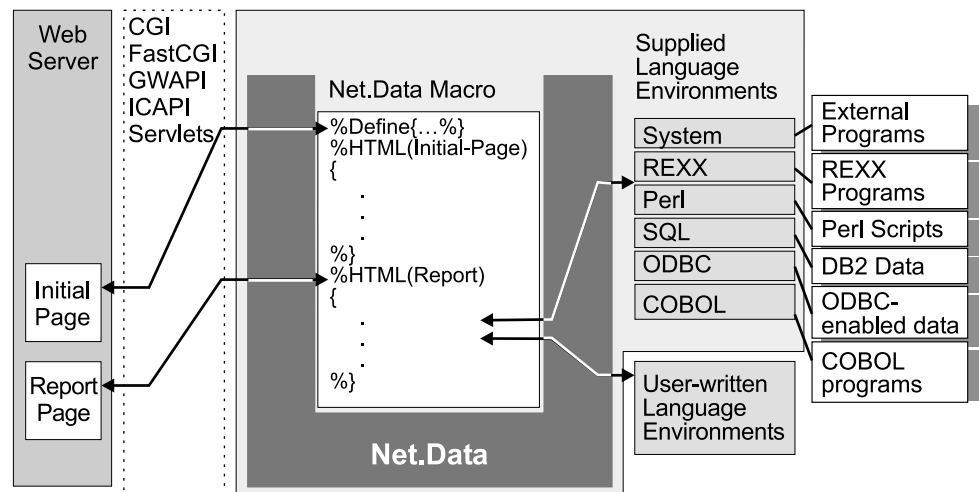 Web
Server
Initial
Page
Report
Page
CGI
FastCGI
GWAPI
ICAPI
Servlets
Net.Data Macro
%Define{...%}
%HTML(Initial-Page)
{
.
.
.
%}
%HTML(Report)
{
.
.
.
%}
Net.Data
Supplied
Language
Environments
System
REXX
Perl
SQL
ODBC
COBOL
User-written
Language
Environments
External
Programs
REXX
Programs
Perl Scripts
DB2 Data
ODBC-
enabled data
COBOL
programs